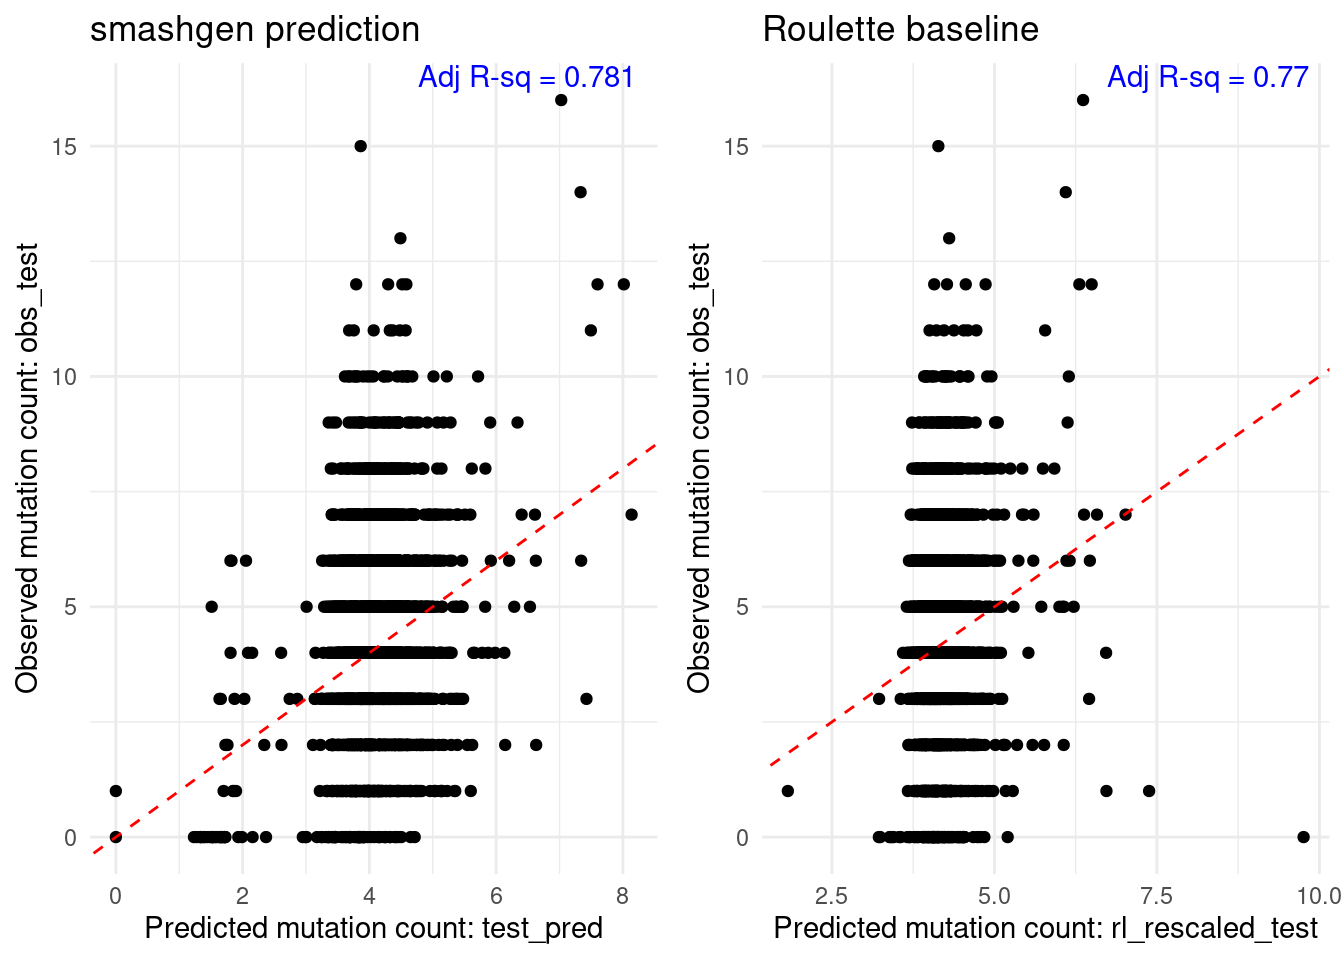 smashgen prediction
Adj R-sq = 0.781
15
10
5
0
0 2 4 6 8
Predicted mutation count: test_pred
Observed mutation count: obs_test
Roulette baseline
Adj R-sq = 0.77
15
10
5
0
2.5 5.0 7.5 10.0
Predicted mutation count: rl_rescaled_test
Observed mutation count: obs_test